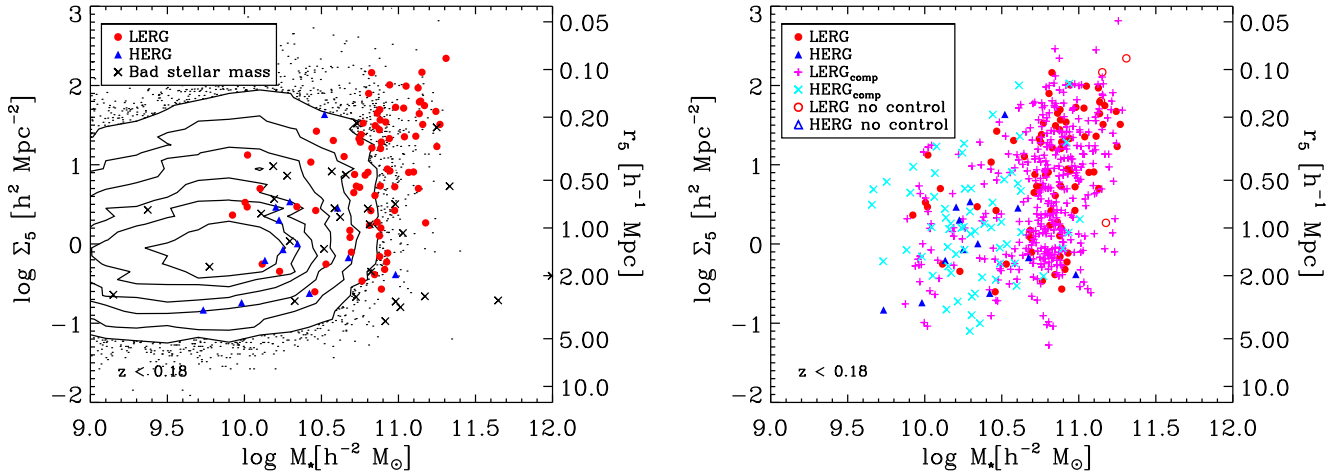 LERG
HERG
Bad stellar mass
z < 0.18
log Σ₅ [h² Mpc⁻²]
3
2
1
0
-1
-2
9.0 9.5 10.0 10.5 11.0 11.5 12.0
log M* [h⁻² M⊙]
0.05
0.10
0.20
0.50
1.00
2.00
5.00
10.0
r₅ [h⁻¹ Mpc]
LERG
HERG
LERG_comp
HERG_comp
LERG no control
HERG no control
z < 0.18
log Σ₅ [h² Mpc⁻²]
3
2
1
0
-1
-2
9.0 9.5 10.0 10.5 11.0 11.5 12.0
log M* [h⁻² M⊙]
0.05
0.10
0.20
0.50
1.00
2.00
5.00
10.0
r₅ [h⁻¹ Mpc]